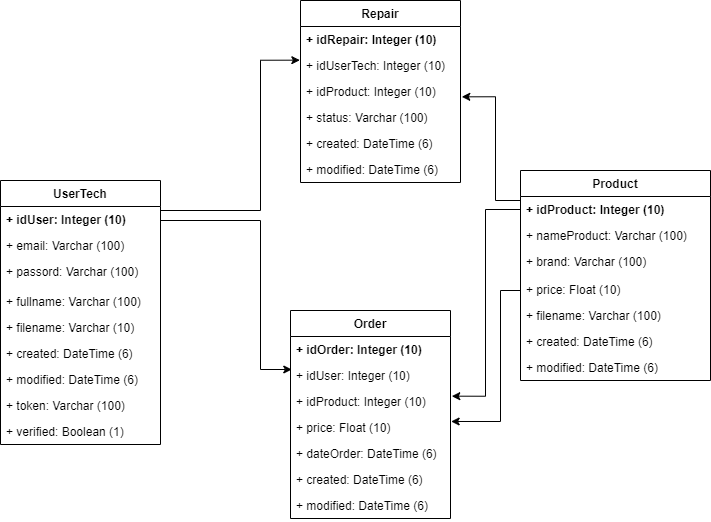 Repair
+ idRepair: Integer (10)
+ idUserTech: Integer (10)
+ idProduct: Integer (10)
+ status: Varchar (100)
+ created: DateTime (6)
+ modified: DateTime (6)
UserTech
+ idUser: Integer (10)
+ email: Varchar (100)
+ passord: Varchar (100)
+ fullname: Varchar (100)
+ filename: Varchar (10)
+ created: DateTime (6)
+ modified: DateTime (6)
+ token: Varchar (100)
+ verified: Boolean (1)
Product
+ idProduct: Integer (10)
+ nameProduct: Varchar (100)
+ brand: Varchar (100)
+ price: Float (10)
+ filename: Varchar (100)
+ created: DateTime (6)
+ modified: DateTime (6)
Order
+ idOrder: Integer (10)
+ idUser: Integer (10)
+ idProduct: Integer (10)
+ price: Float (10)
+ dateOrder: DateTime (6)
+ created: DateTime (6)
+ modified: DateTime (6)